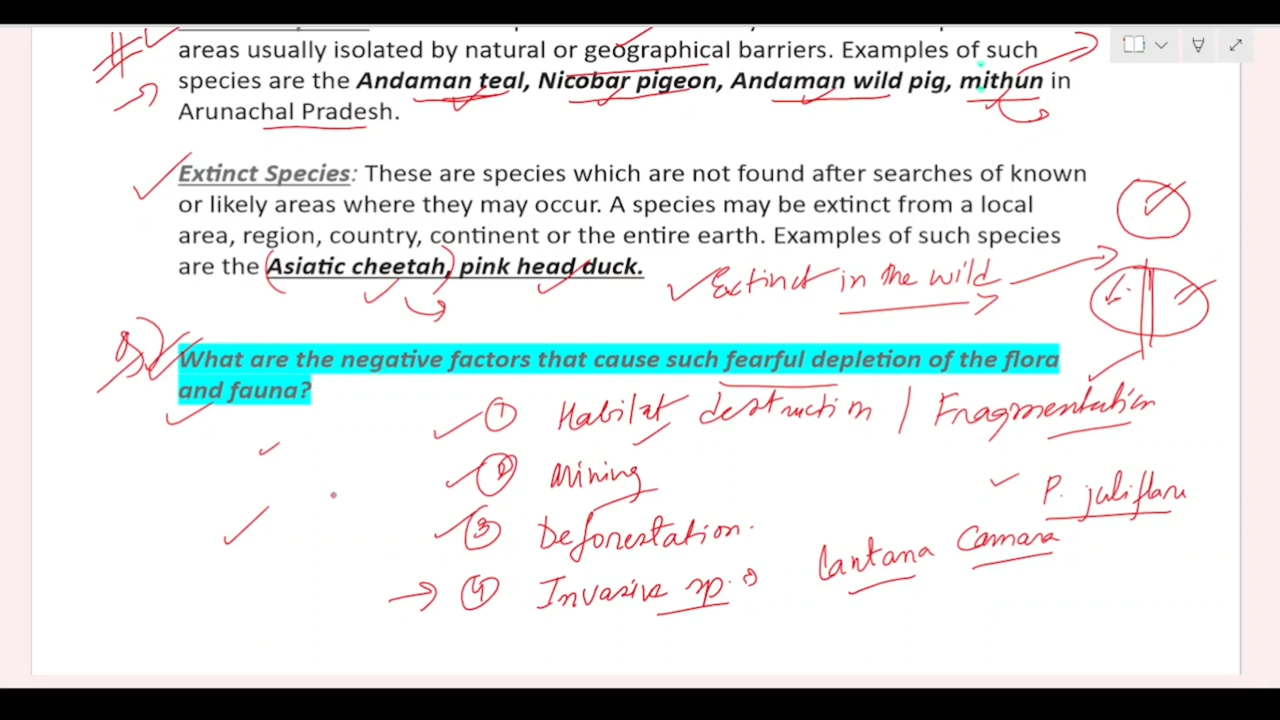 areas usually isolated by natural or geographical barriers. Examples of such
species are the Andaman teal, Nicobar pigeon, Andaman wild pig, mithun in
Arunachal Pradesh.
Extinct Species: These are species which are not found after searches of known
or likely areas where they may occur. A species may be extinct from a local
area, region, country, continent or the entire earth. Examples of such species
are the Asiatic cheetah, pink head duck.
Extinct in the wild
What are the negative factors that cause such fearful depletion of the flora
and fauna?
① Habitat destruction / Fragmentation
② Mining
P. juliflora
③ Deforestation.
④ Invasive sp. Lantana Camara